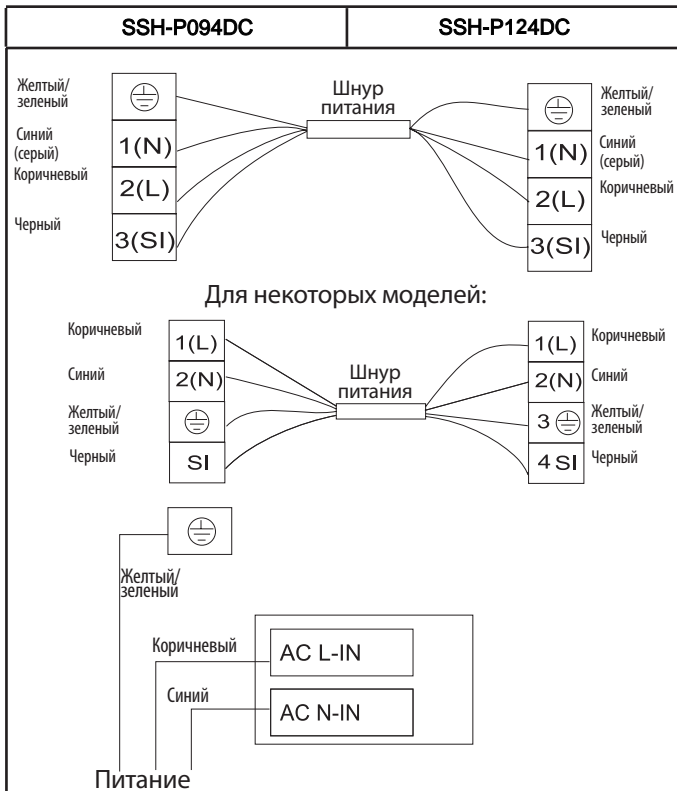 SSH-P094DC
SSH-P124DC
Желтый/
зеленый
Синий
(серый)
Коричневый
Черный
1(N)
2(L)
3(SI)
Шнур
питания
1(N)
2(L)
3(SI)
Желтый/
зеленый
Синий
(серый)
Коричневый
Черный
Для некоторых моделей:
Коричневый
Синий
Желтый/
зеленый
Черный
1(L)
2(N)
SI
Шнур
питания
1(L)
2(N)
3
4 SI
Коричневый
Синий
Желтый/
зеленый
Черный
Желтый/
зеленый
Коричневый
AC L-IN
Синий
AC N-IN
Питание